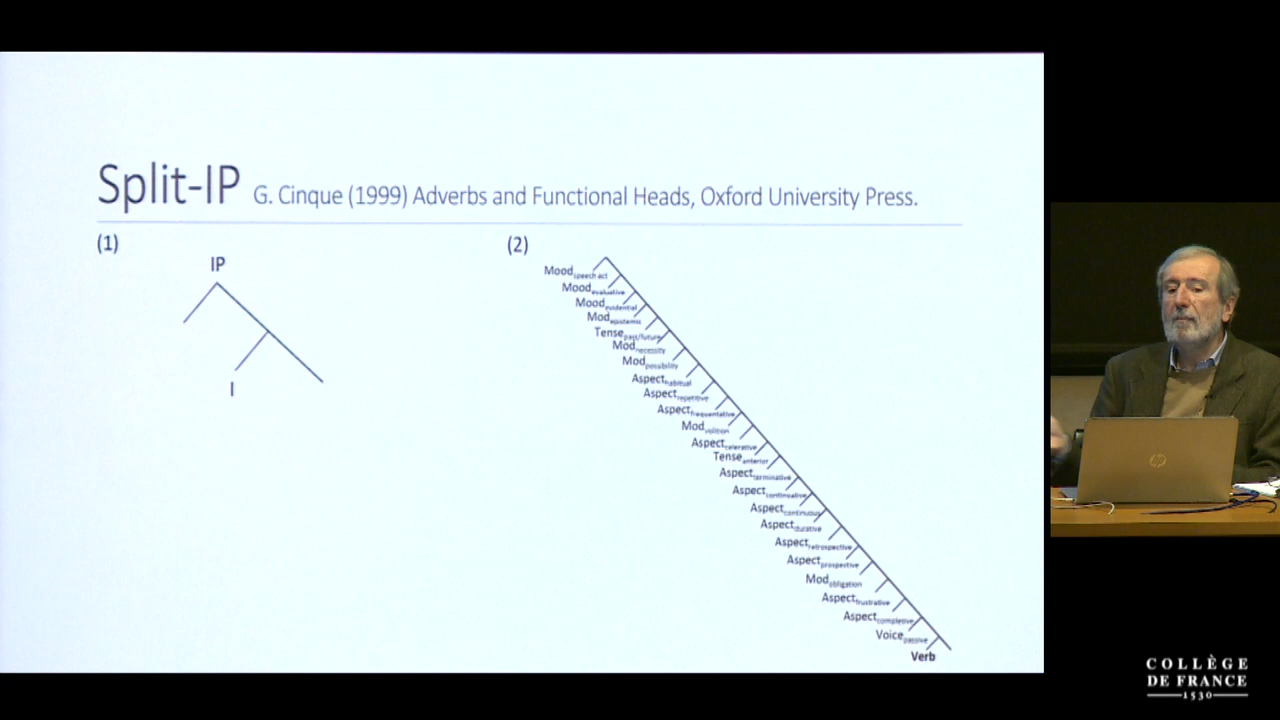 Split-IP G. Cinque (1999) Adverbs and Functional Heads, Oxford University Press.
(1)
IP
I
(2)
Mood speech act
Mood evaluative
Mood evidential
Mod epistemic
Tense past/future
Mod necessity
Mod possibility
Aspect habitual
Aspect repetitive
Aspect frequentative
Mod volition
Aspect celerative
Tense anterior
Aspect terminative
Aspect continuative
Aspect continuous
Aspect durative
Aspect retrospective
Aspect prospective
Mod obligation
Aspect frustrative
Aspect completive
Voice passive
Verb
hp
COLLÈGE
DE FRANCE
1530